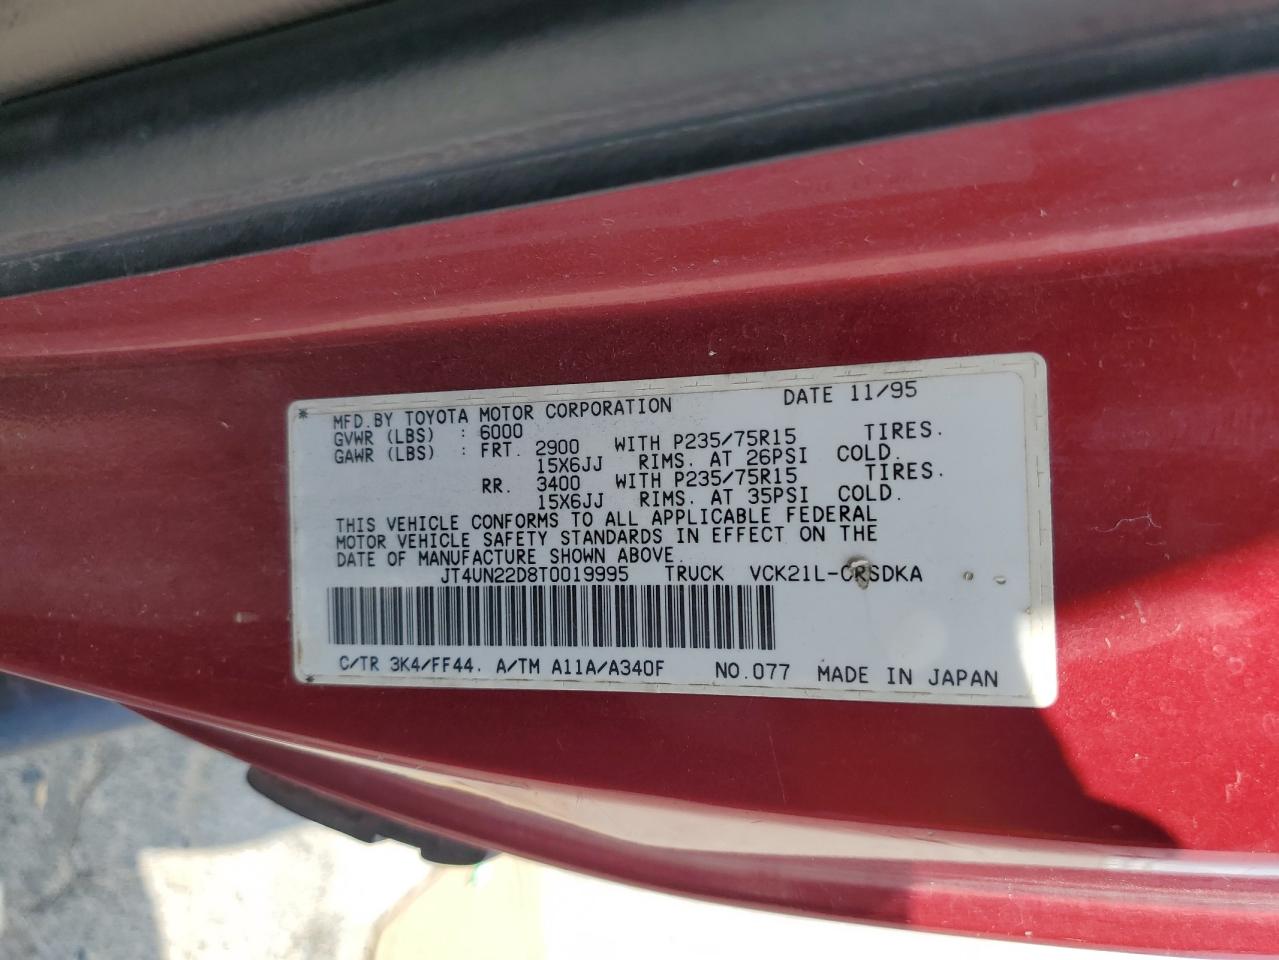 MFD.BY TOYOTA MOTOR CORPORATION DATE 11/95
GVWR (LBS) : 6000
GAWR (LBS) : FRT. 2900 WITH P235/75R15 TIRES.
15X6JJ RIMS. AT 26PSI COLD.
RR. 3400 WITH P235/75R15 TIRES.
15X6JJ RIMS. AT 35PSI COLD.
THIS VEHICLE CONFORMS TO ALL APPLICABLE FEDERAL
MOTOR VEHICLE SAFETY STANDARDS IN EFFECT ON THE
DATE OF MANUFACTURE SHOWN ABOVE.
JT4UN22D8T0019995 TRUCK VCK21L-CRSDKA
C/TR 3K4/FF44. A/TM A11A/A340F NO.077 MADE IN JAPAN